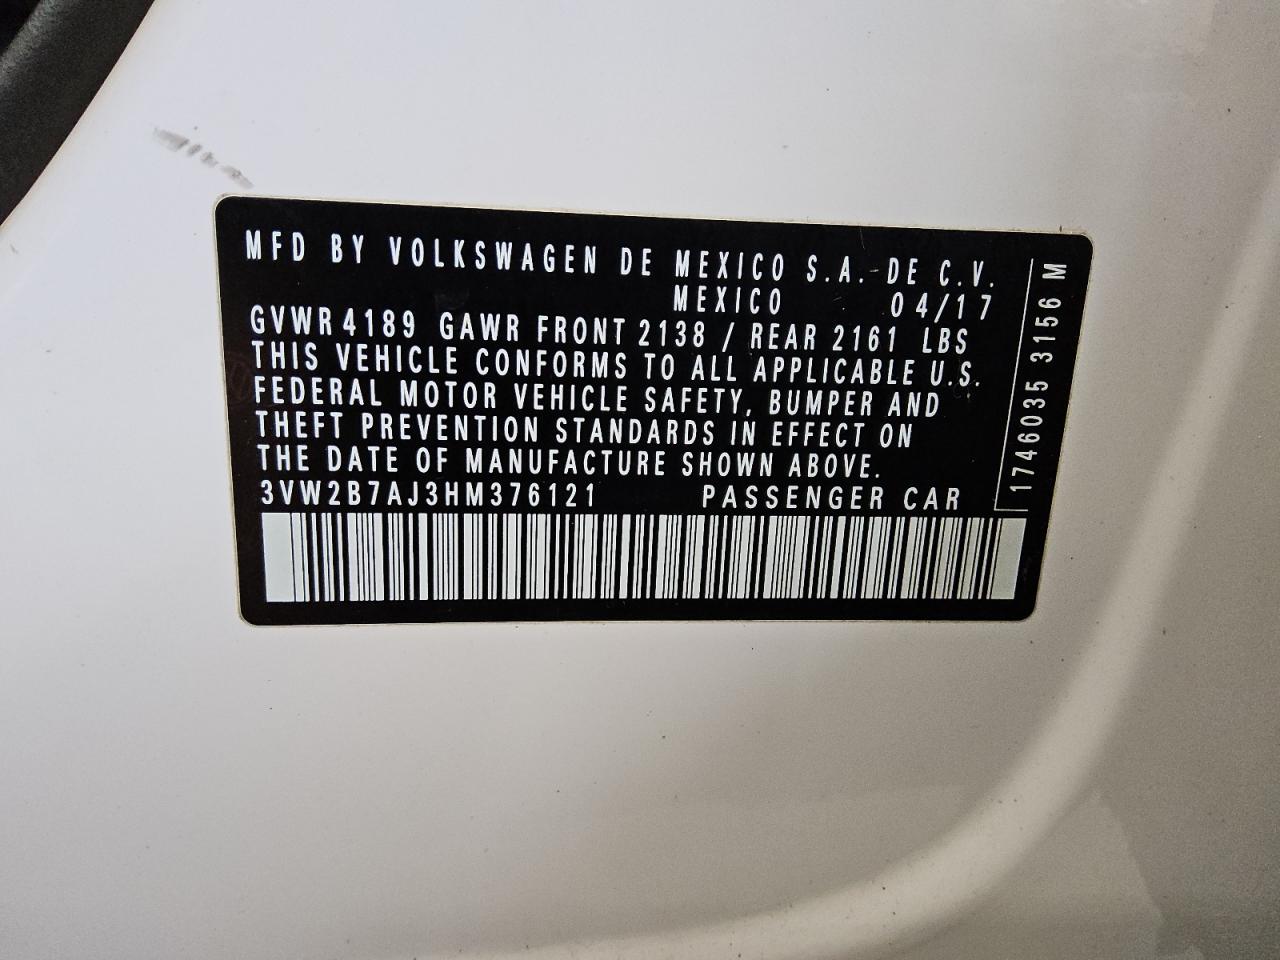 MFD BY VOLKSWAGEN DE MEXICO S.A. DE C.V.
MEXICO 04/17
GVWR 4189 GAWR FRONT 2138 / REAR 2161 LBS
THIS VEHICLE CONFORMS TO ALL APPLICABLE U.S.
FEDERAL MOTOR VEHICLE SAFETY, BUMPER AND
THEFT PREVENTION STANDARDS IN EFFECT ON
THE DATE OF MANUFACTURE SHOWN ABOVE.
3VW2B7AJ3HM376121 PASSENGER CAR
1746035 3156 M